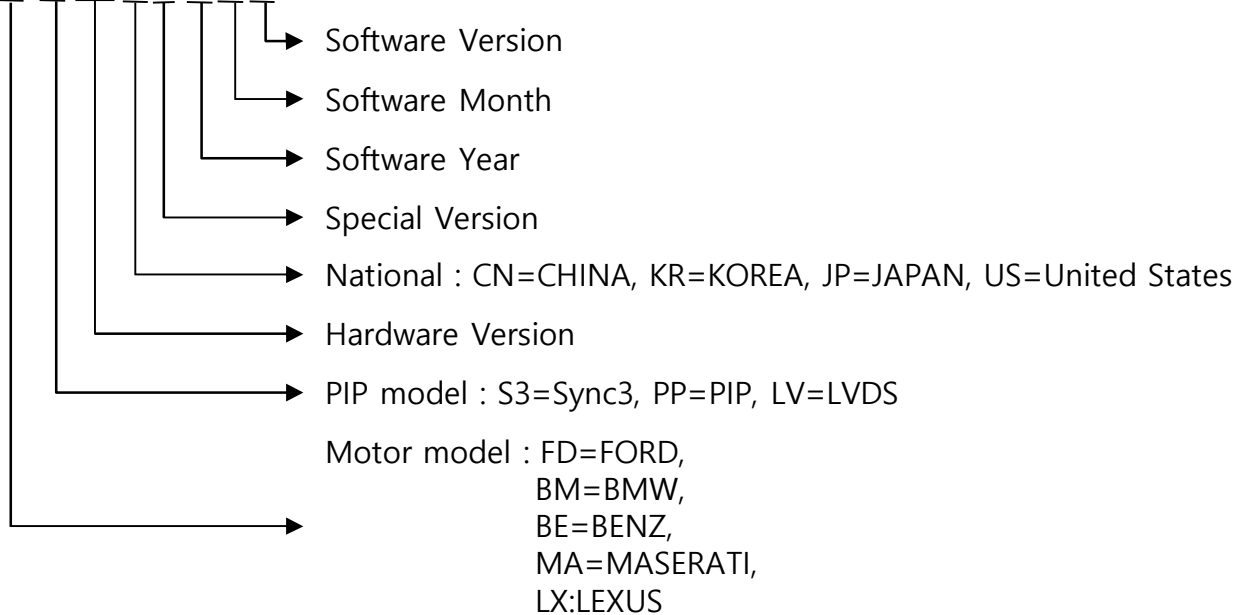 Software Version
Software Month
Software Year
Special Version
National : CN=CHINA, KR=KOREA, JP=JAPAN, US=United States
Hardware Version
PIP model : S3=Sync3, PP=PIP, LV=LVDS
Motor model : FD=FORD,
BM=BMW,
BE=BENZ,
MA=MASERATI,
LX:LEXUS